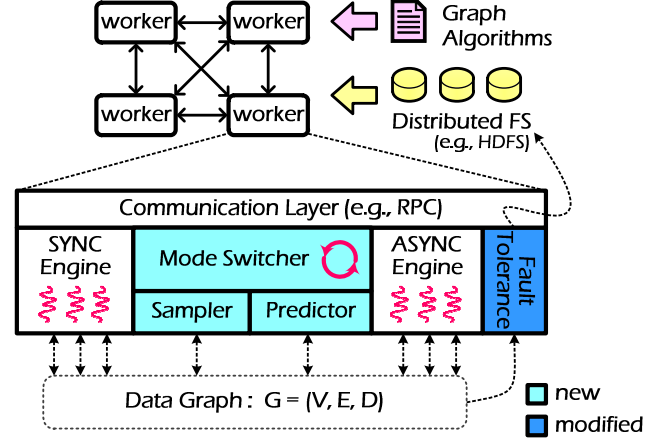 worker worker
Graph
Algorithms
worker worker
Distributed FS
(e.g., HDFS)
Communication Layer (e.g., RPC)
SYNC
Engine
Mode Switcher
Sampler
Predictor
ASYNC
Engine
Fault
Tolerance
Data Graph : G = (V, E, D)
new
modified